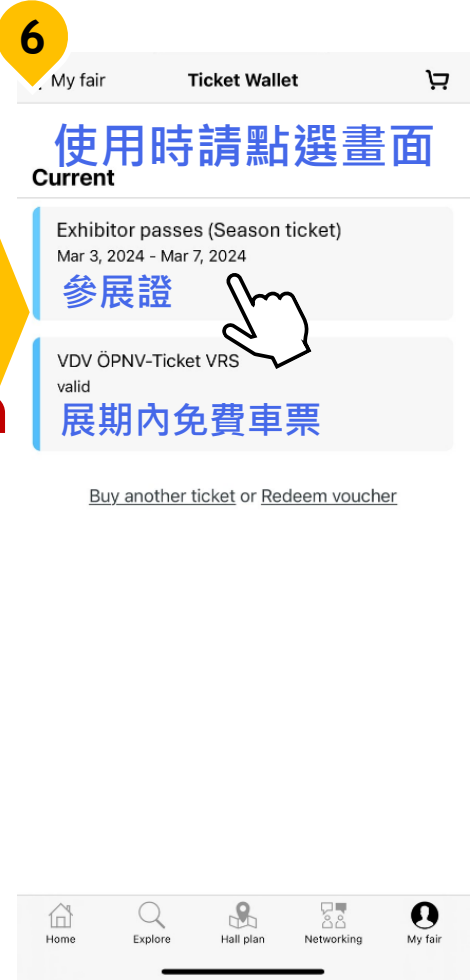 6
My fair
Ticket Wallet
使用時請點選畫面
Current
Exhibitor passes (Season ticket)
Mar 3, 2024 - Mar 7, 2024
參展證
VDV ÖPNV-Ticket VRS
valid
展期內免費車票
Buy another ticket or Redeem voucher
Home
Explore
Hall plan
Networking
My fair